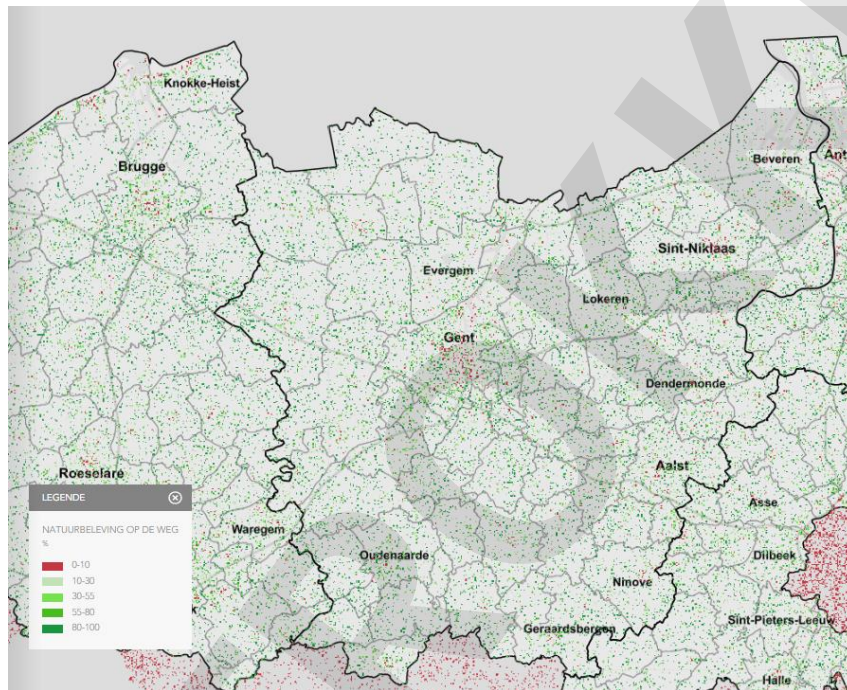 Knokke-Heist
Brugge
Beveren
Ant
Sint-Niklaas
Evergem
Lokeren
Gent
Dendermonde
Roeselare
Aalst
LEGENDE
Asse
NATUURBELEVING OP DE WEG
%
Waregem
Oudenaarde
Dilbeek
0-10
10-30
30-55
Ninove
55-80
k
80-100
Sint-Pieters-Leeuw
Geraardsbergen
Halle